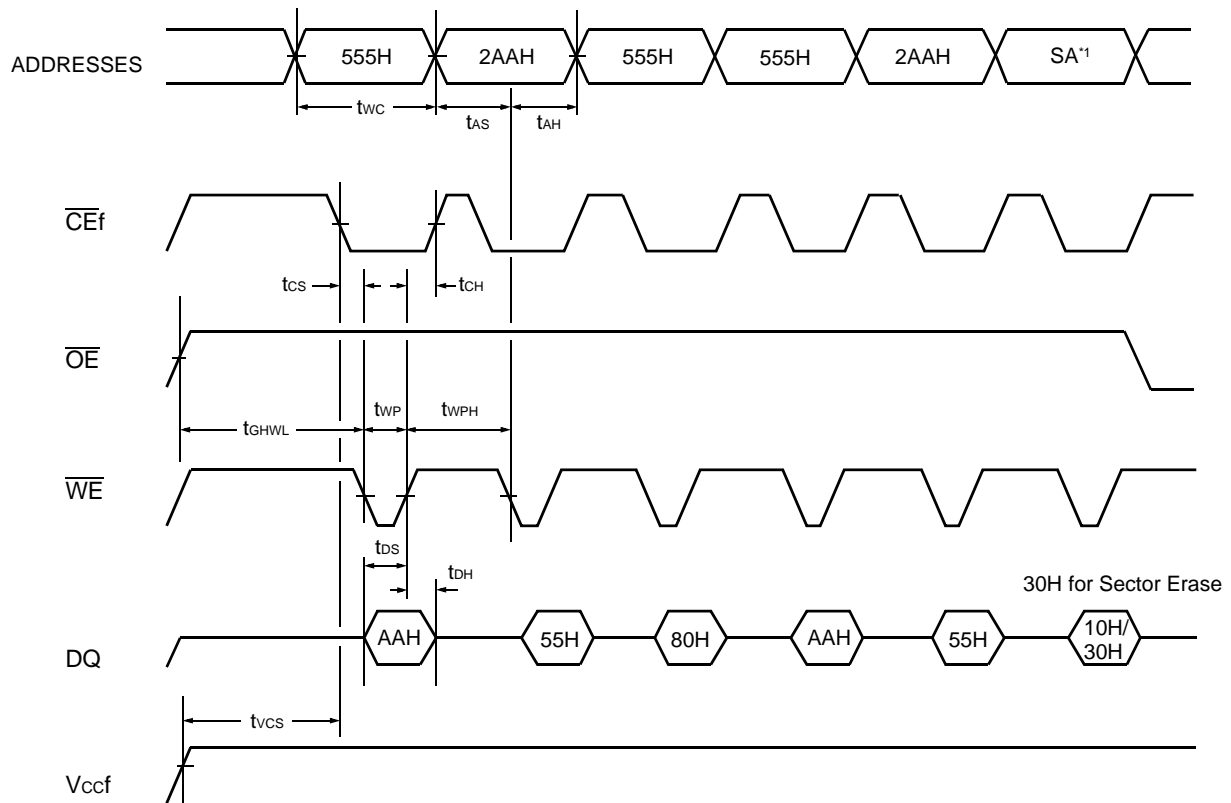 ADDRESSES 555H 2AAH 555H 555H 2AAH SA*1
tWC tAS tAH
CEf
tCS tCH
OE
tGHWL tWP tWPH
WE
tDS
tDH
30H for Sector Erase
DQ AAH 55H 80H AAH 55H 10H/
30H
tVCS
VCCf